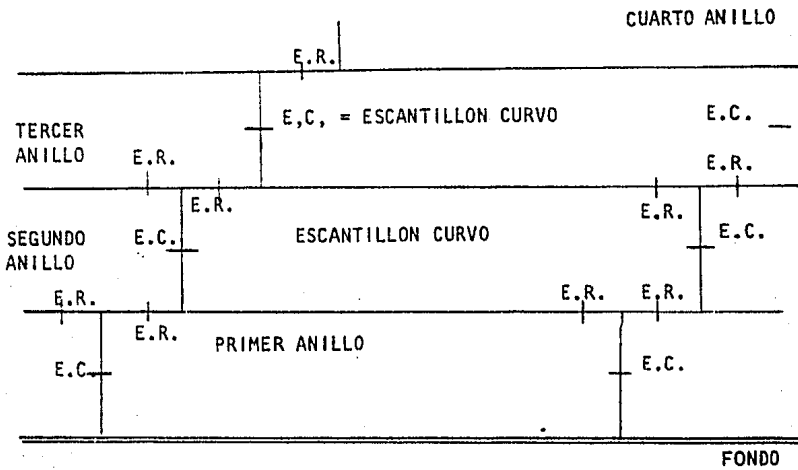 CUARTO ANILLO
E.R.
E,C, = ESCANTILLON CURVO
E.C.
TERCER
ANILLO
E.R.
E.R.
E.R.
E.R.
SEGUNDO
ANILLO
E.C.
ESCANTILLON CURVO
E.C.
E.R.
E.R.
E.R.
E.R.
PRIMER ANILLO
E.C
E.C.
FONDO